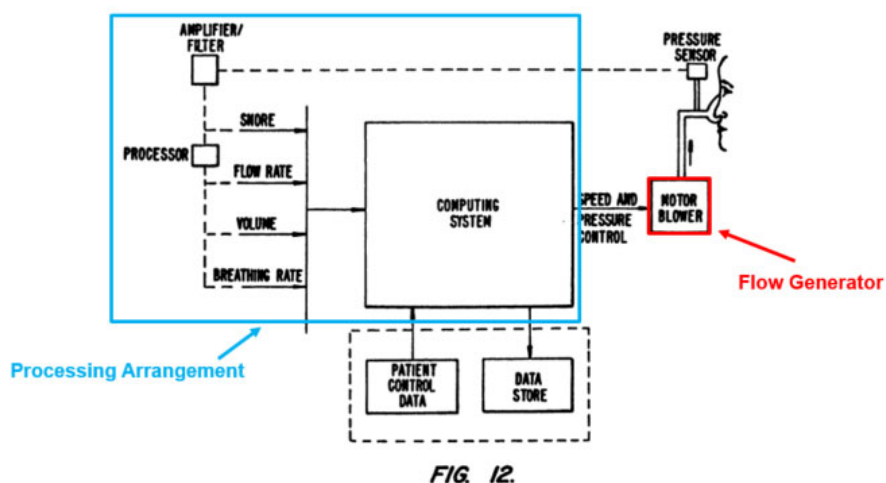 AMPLIFIER/
FILTER
PRESSURE
SENSOR
SNORE
PROCESSOR
FLOW RATE
VOLUME
BREATHING RATE
COMPUTING
SYSTEM
SPEED AND
PRESSURE
CONTROL
MOTOR
BLOWER
Flow Generator
Processing Arrangement
PATIENT
CONTROL
DATA
DATA
STORE
FIG. 12.